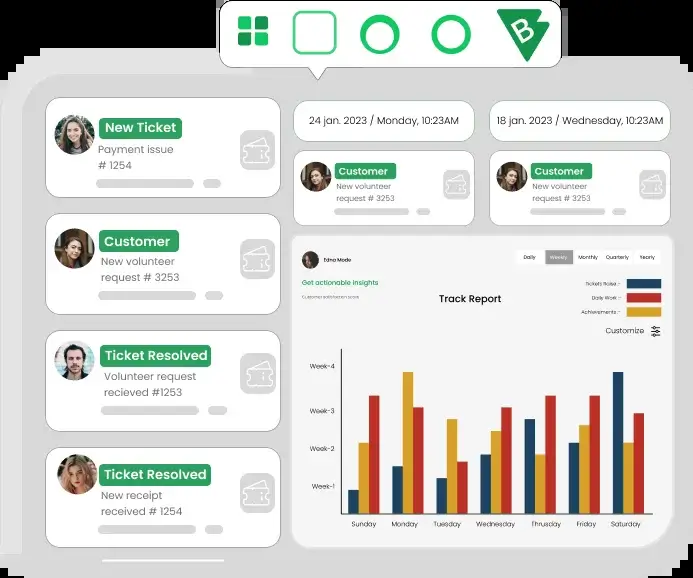 B
New Ticket
Payment issue
# 1254
Customer
New volunteer
request # 3253
Ticket Resolved
Volunteer request
recieved #1253
Ticket Resolved
New receipt
received # 1254
24 jan. 2023 / Monday, 10:23AM
18 jan. 2023 / Wednesday, 10:23AM
Customer
New volunteer
request # 3253
Customer
New volunteer
request # 3253
Edna Mode
Daily Weekly Monthly Quarterly Yeorly
Get actionable insights
Customer satisfaction score
Track Report
Tickets Raise :-
Daily Work :-
Achievements :-
Customize
Week-4
Week-3
Week-2
Week-1
Sunday Monday Tuesday Wednesday Thrusday Friday Saturday